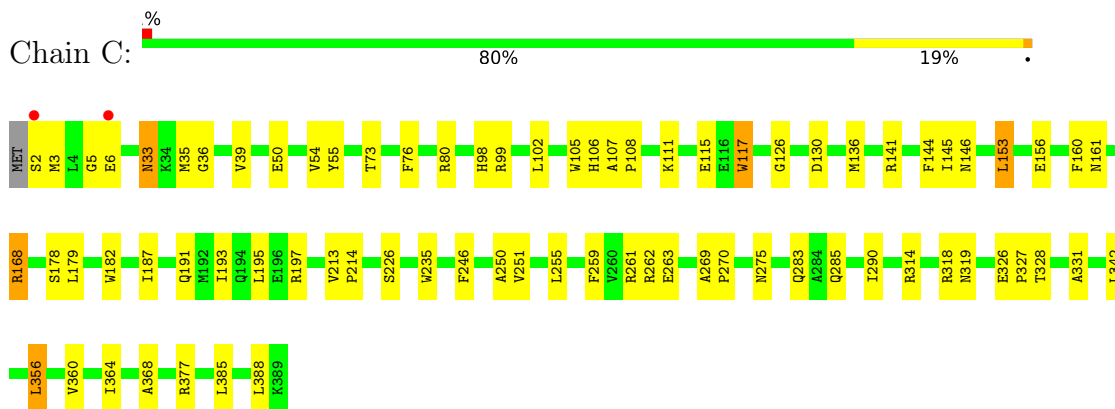 .%
Chain C:
80% 19% •
MET S2 M3 L4 G5 E6 N33 K34 M35 G36 V39 E50 V54 Y55 T73 F76 R80 H98 R99 L102 W105 H106 A107 P108 K111 E115 E116 W117 G126 D130 M136 R141 F144 I145 N146 L153 E156 F160 N161
R168 S178 L179 W182 I187 Q191 M192 I193 Q194 L195 E196 R197 V213 P214 S226 W235 F246 A250 V251 L255 F259 V260 R261 R262 E263 A269 P270 N275 Q283 A284 Q285 I290 R314 R318 N319 E326 P327 T328 A331
L356 V360 I364 A368 R377 L385 L388 K389